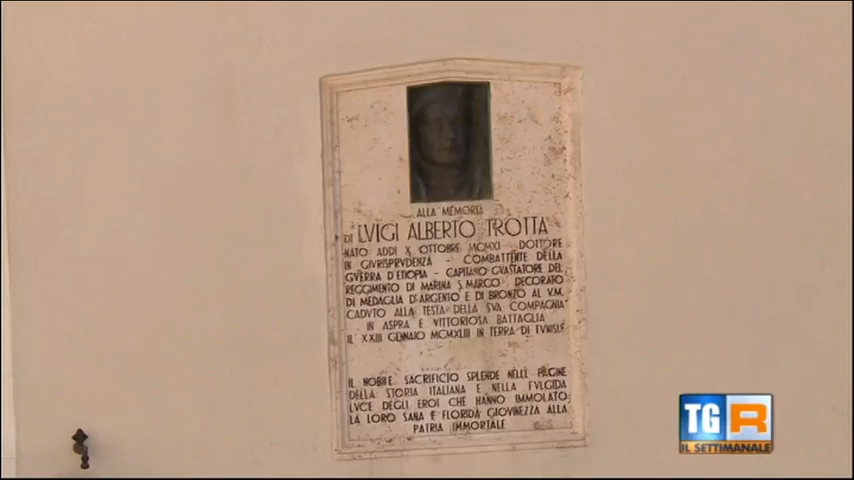 ALLA MEMORI
DI LVIGI ALBERTO TROTTA
NATO ADDI X OTTOBRE MCMXI - DOTTORE
IN GIVRISPRVDENZA - COMBATTENTE DELLA
GVERRA D'ETIOPIA - CAPITANO GVASTATORE DEL
REGGIMENTO DI MARINA S. MARCO - DECORATO
DI MEDAGLIA D'ARGENTO E DI BRONZO AL V.M.
CADVTO ALLA TESTA DELLA SVA COMPAGNIA
IN ASPRA E VITTORIOSA BATTAGLIA
IL XXIII GENNAIO MCMXLIII IN TERRA DI TVNISIA
IL NOBILE SACRIFICIO SPLENDE NELLE PAGINE
DELLA STORIA ITALIANA E NELLA FVLGIDA
LVCE DEGLI EROI CHE HANNO IMMOLATO
LA LORO SANA E FLORIDA GIOVINEZZA ALLA
PATRIA IMMORTALE
TGR
IL SETTIMANALE